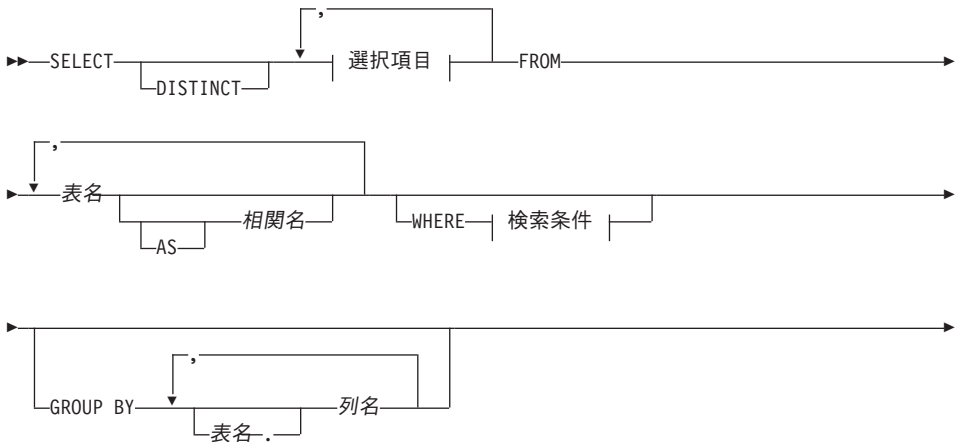 ,
SELECT 選択項目 FROM
DISTINCT
,
表名 相関名 WHERE 検索条件
AS
,
GROUP BY 列名
表名 .